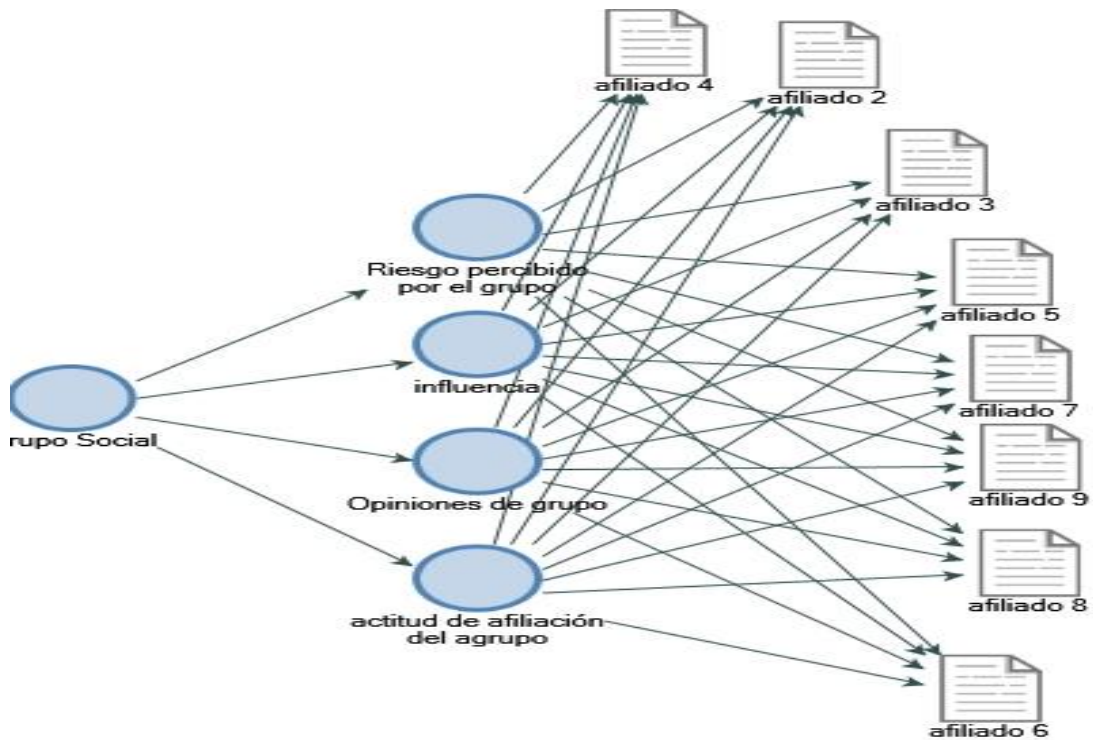 afiliado 4
afiliado 2
afiliado 3
Riesgo percibido
por el grupo
afiliado 5
influencia
afiliado 7
rupo Social
Opiniones de grupo
afiliado 9
afiliado 8
actitud de afiliación
del agrupo
afiliado 6